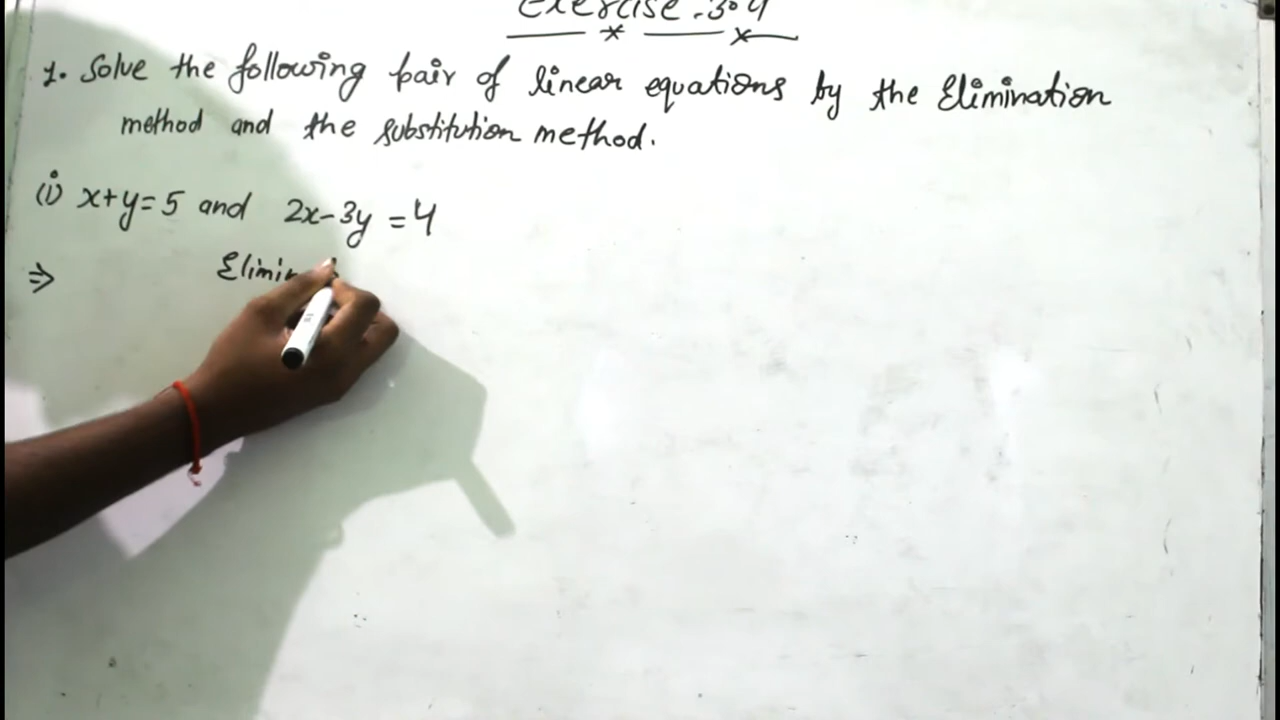 Exercise - 3.4
1. Solve the following pair of linear equations by the Elimination
method and the substitution method.
(i) x+y=5 and 2x-3y=4
⇒ Elimin